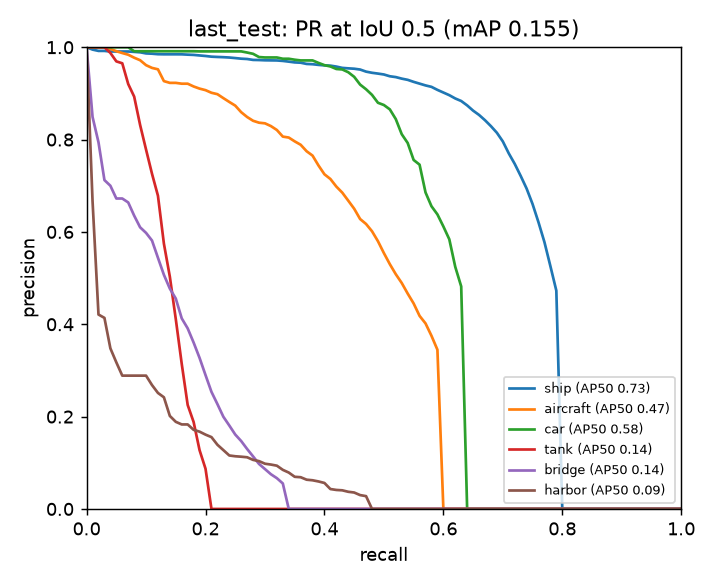 last_test: PR at IoU 0.5 (mAP 0.155)
precision
1.0
0.8
0.6
0.4
0.2
0.0
ship (AP50 0.73)
aircraft (AP50 0.47)
car (AP50 0.58)
tank (AP50 0.14)
bridge (AP50 0.14)
harbor (AP50 0.09)
0.0 0.2 0.4 0.6 0.8 1.0
recall